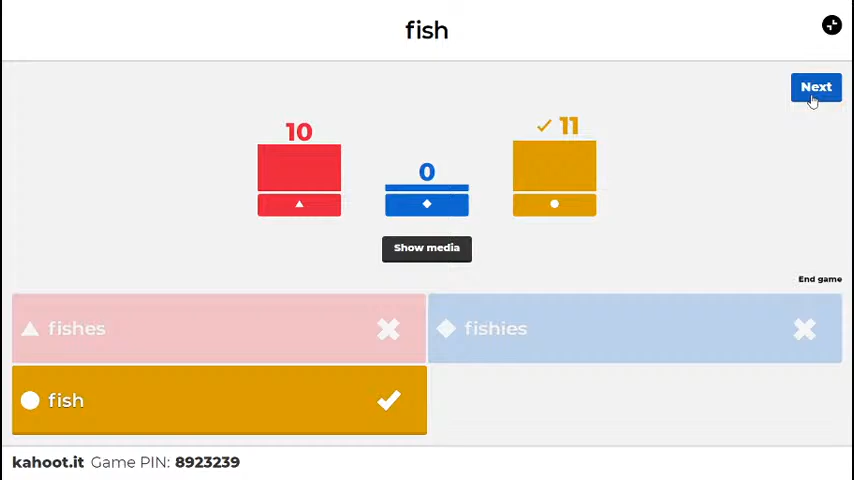 fish
Next
10
0
11
Show media
End game
fishes
fishies
fish
kahoot.it Game PIN: 8923239